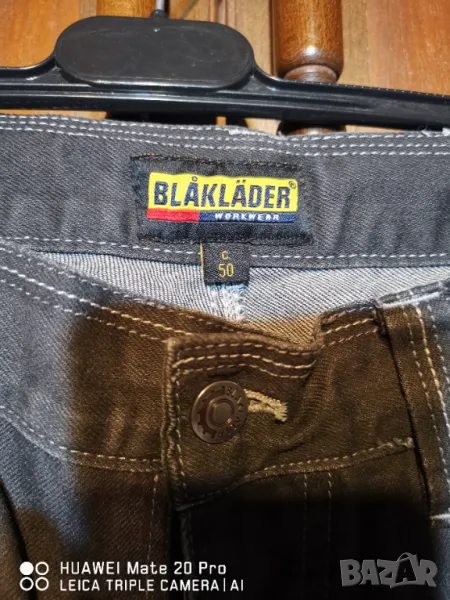 BLÅKLÄDER®
WORKWEAR
C
50
HUAWEI Mate 20 Pro
LEICA TRIPLE CAMERA | AI
bazar